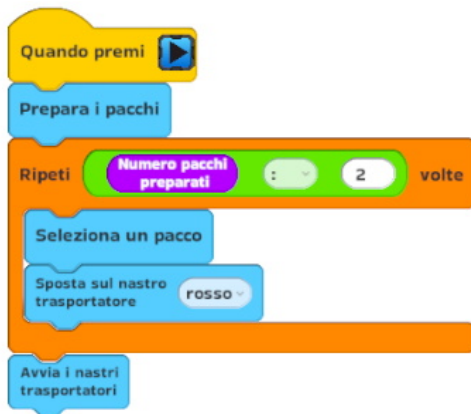 Quando premi
Prepara i pacchi
Ripeti Numero pacchi preparati : 2 volte
Seleziona un pacco
Sposta sul nastro trasportatore rosso
Avvia i nastri
trasportatori